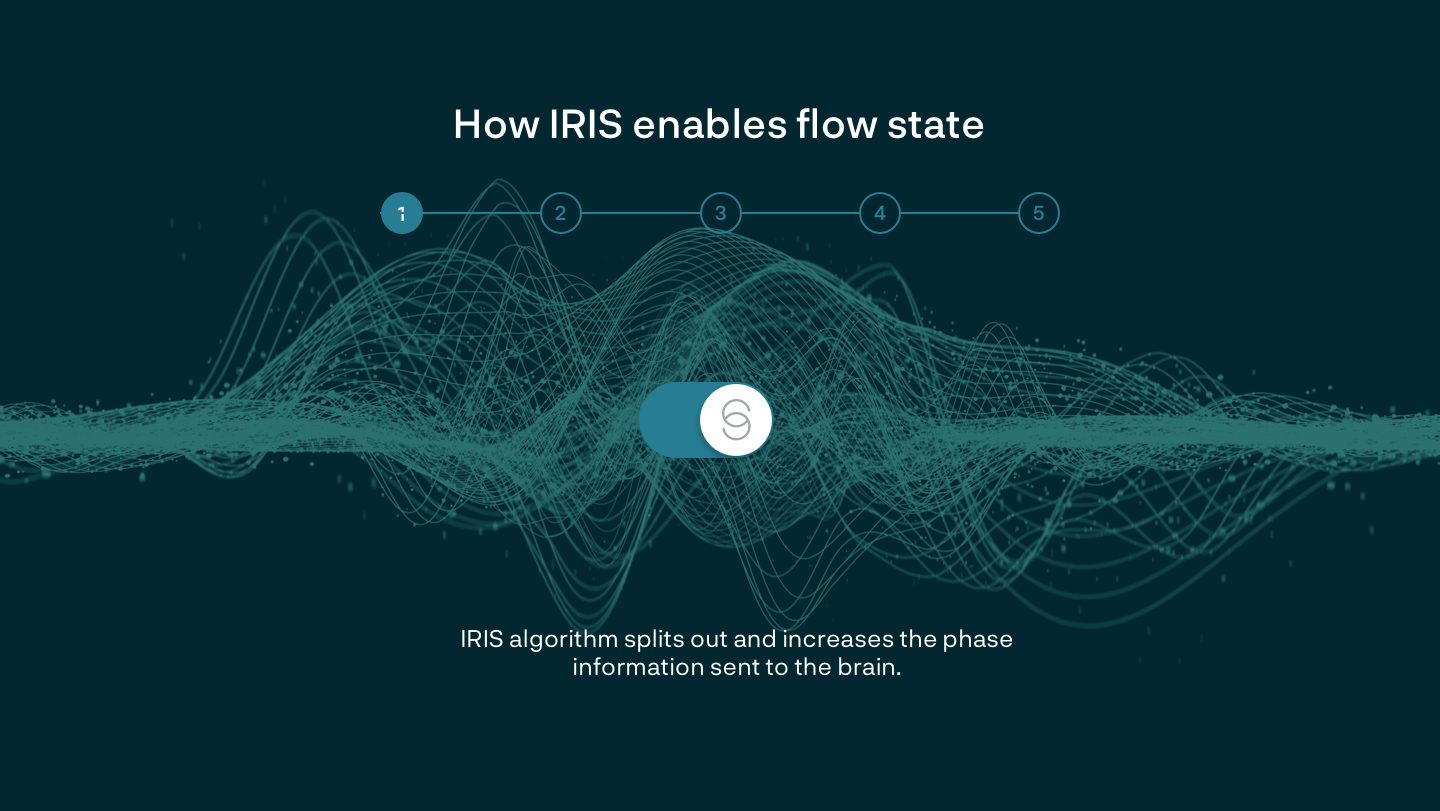 How IRIS enables flow state
1 2 3 4 5
IRIS algorithm splits out and increases the phase
information sent to the brain.